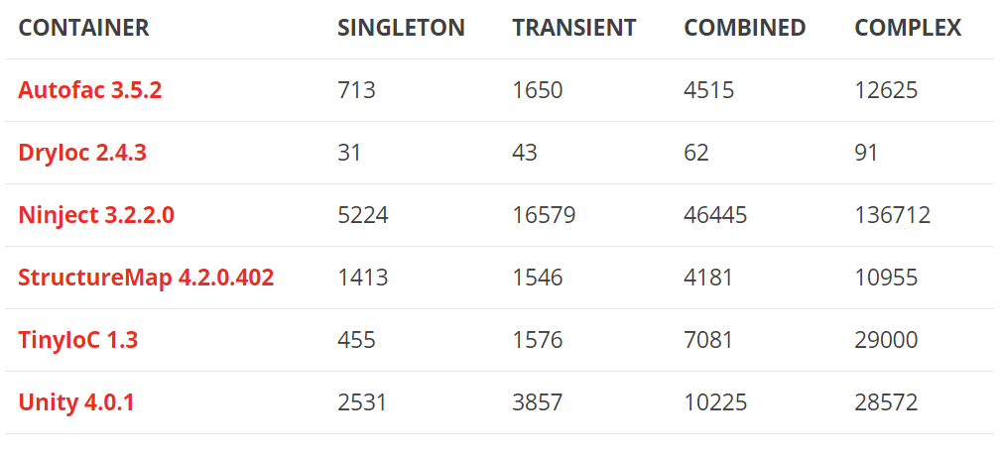 CONTAINER SINGLETON TRANSIENT COMBINED COMPLEX
Autofac 3.5.2 713 1650 4515 12625
DryIoc 2.4.3 31 43 62 91
Ninject 3.2.2.0 5224 16579 46445 136712
StructureMap 4.2.0.402 1413 1546 4181 10955
TinyIoC 1.3 455 1576 7081 29000
Unity 4.0.1 2531 3857 10225 28572